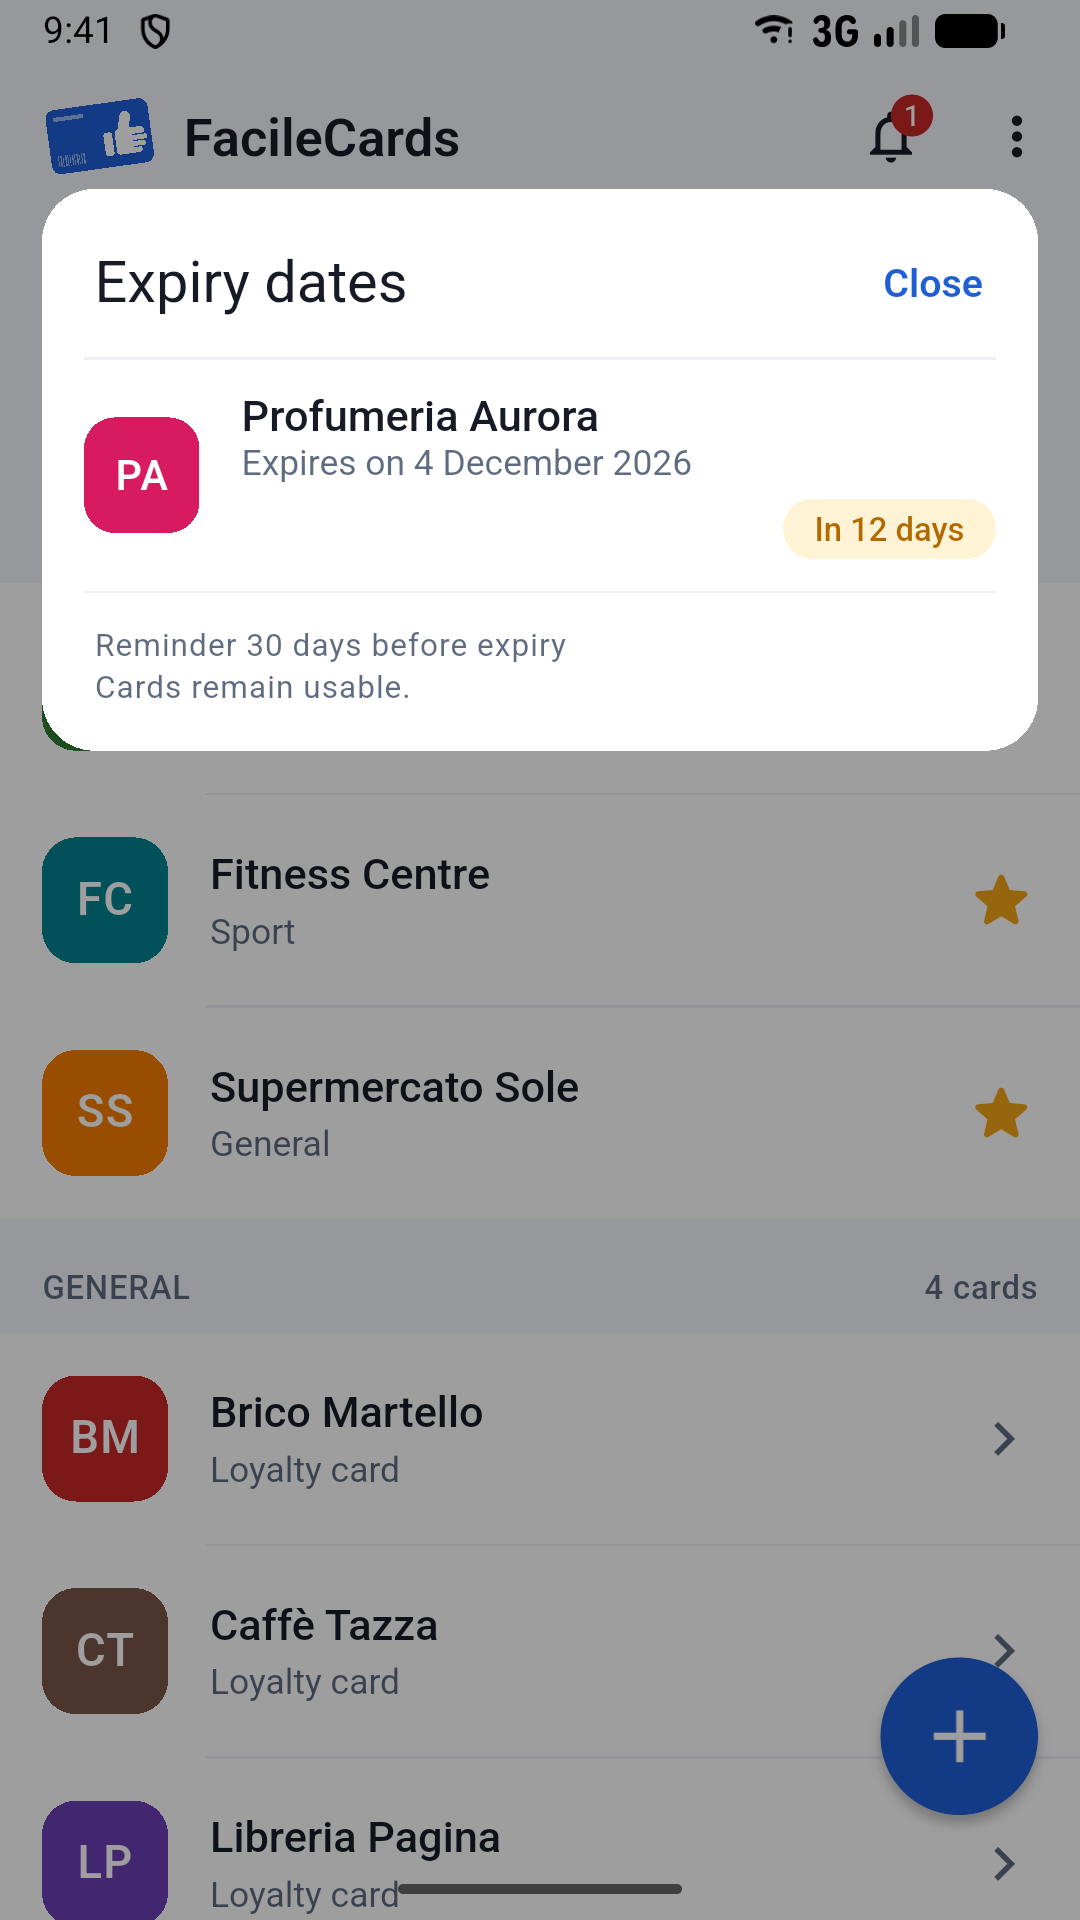 9:41
3G
FacileCards
1
Expiry dates
Close
PA
Profumeria Aurora
Expires on 4 December 2026
In 12 days
Reminder 30 days before expiry
Cards remain usable.
FC
Fitness Centre
Sport
SS
Supermercato Sole
General
GENERAL
4 cards
BM
Brico Martello
Loyalty card
CT
Caffè Tazza
Loyalty card
LP
Libreria Pagina
Loyalty card